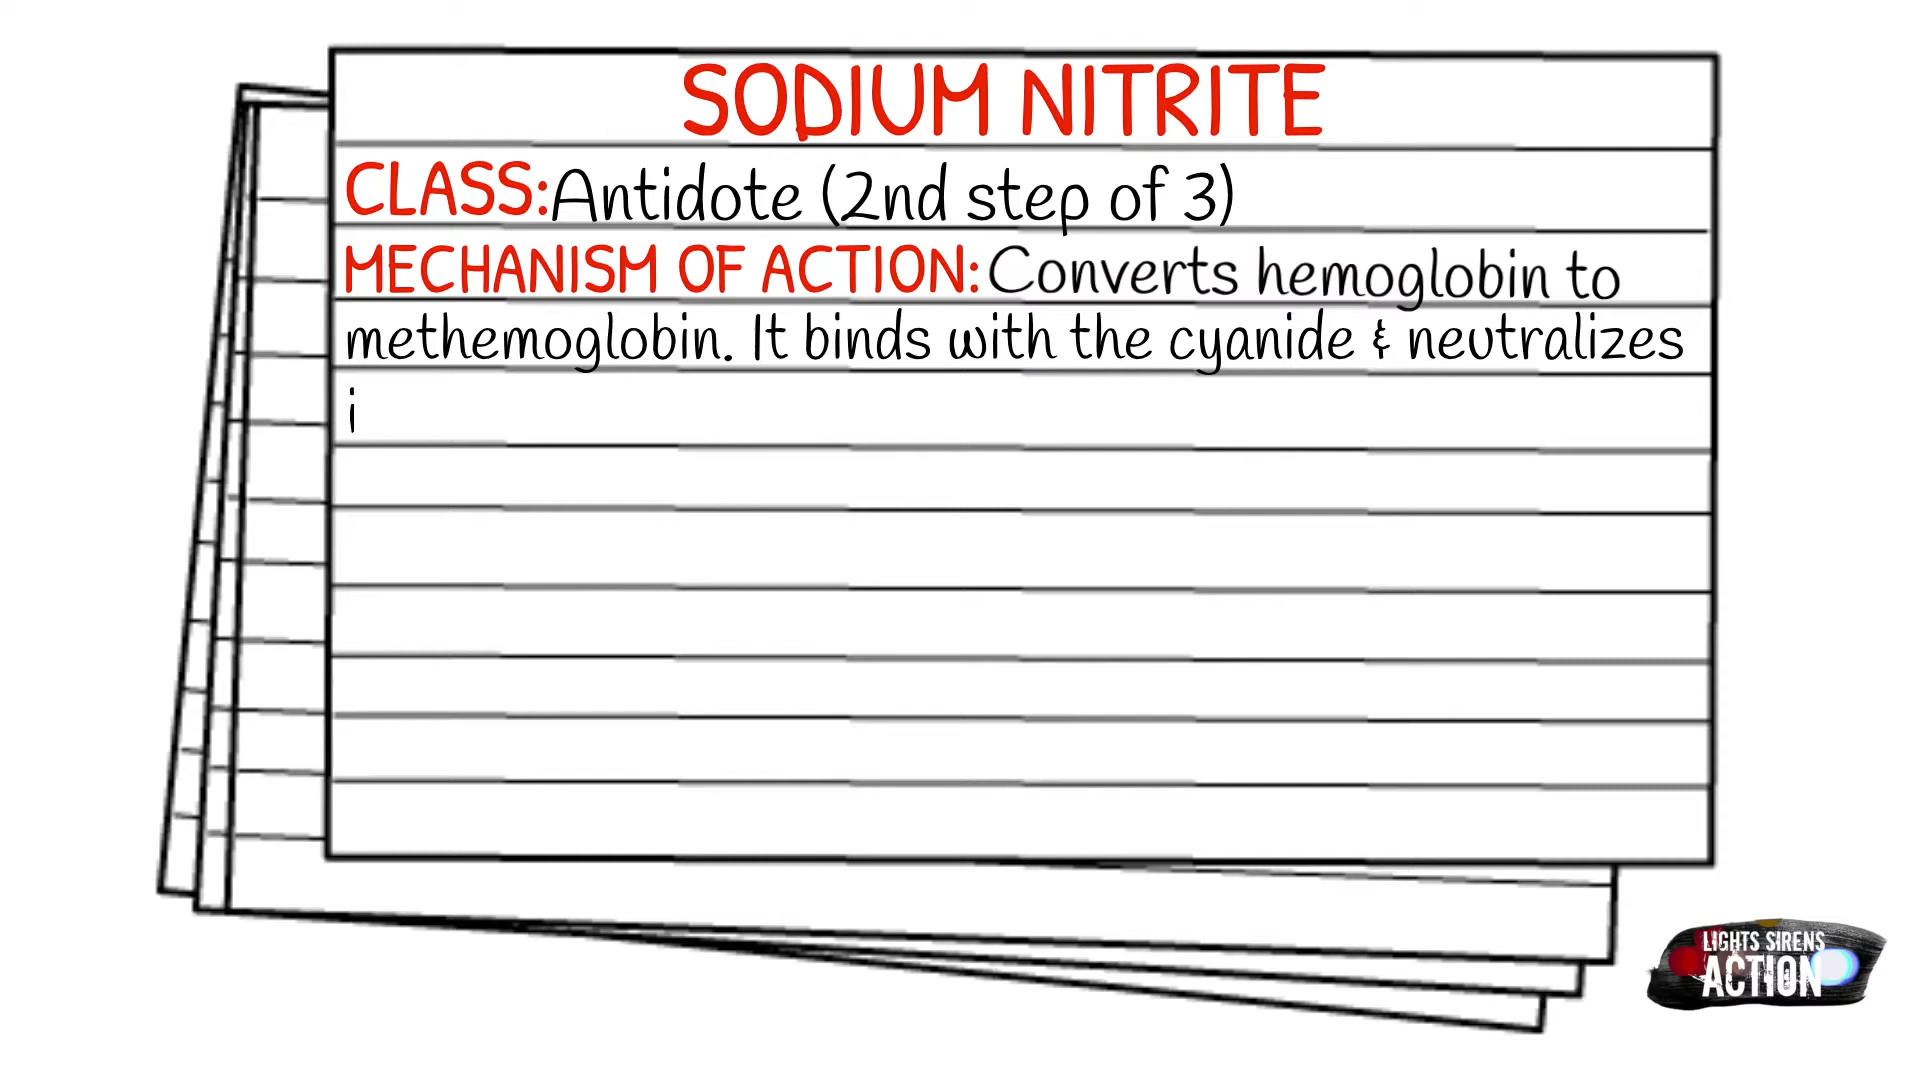 SODIUM NITRITE
CLASS: Antidote (2nd step of 3)
MECHANISM OF ACTION: Converts hemoglobin to
methemoglobin. It binds with the cyanide & neutralizes
i
LIGHTS SIRENS
ACTION